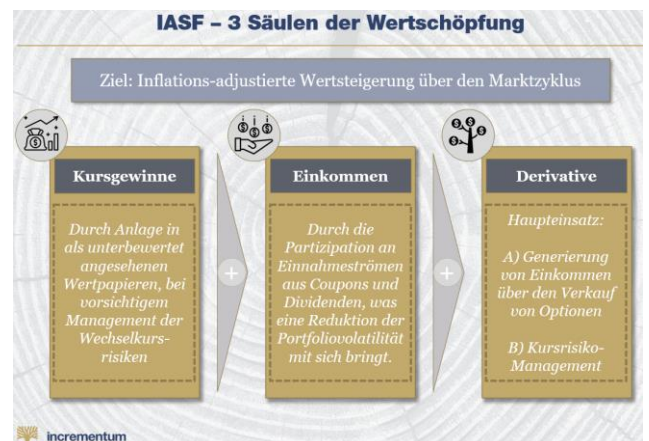 IASF – 3 Säulen der Wertschöpfung
Ziel: Inflations-adjustierte Wertsteigerung über den Marktzyklus
Kursgewinne
Durch Anlage in
als unterbewertet
angesehenen
Wertpapieren, bei
vorsichtigem
Management der
Wechselkurs-
risiken
+
Einkommen
Durch die
Partizipation an
Einnahmeströmen
aus Coupons und
Dividenden, was
eine Reduktion der
Portfoliovolatilität
mit sich bringt.
+
Derivative
Haupteinsatz:
A) Generierung
von Einkommen
über den Verkauf
von Optionen
B) Kursrisiko-
Management
incrementum